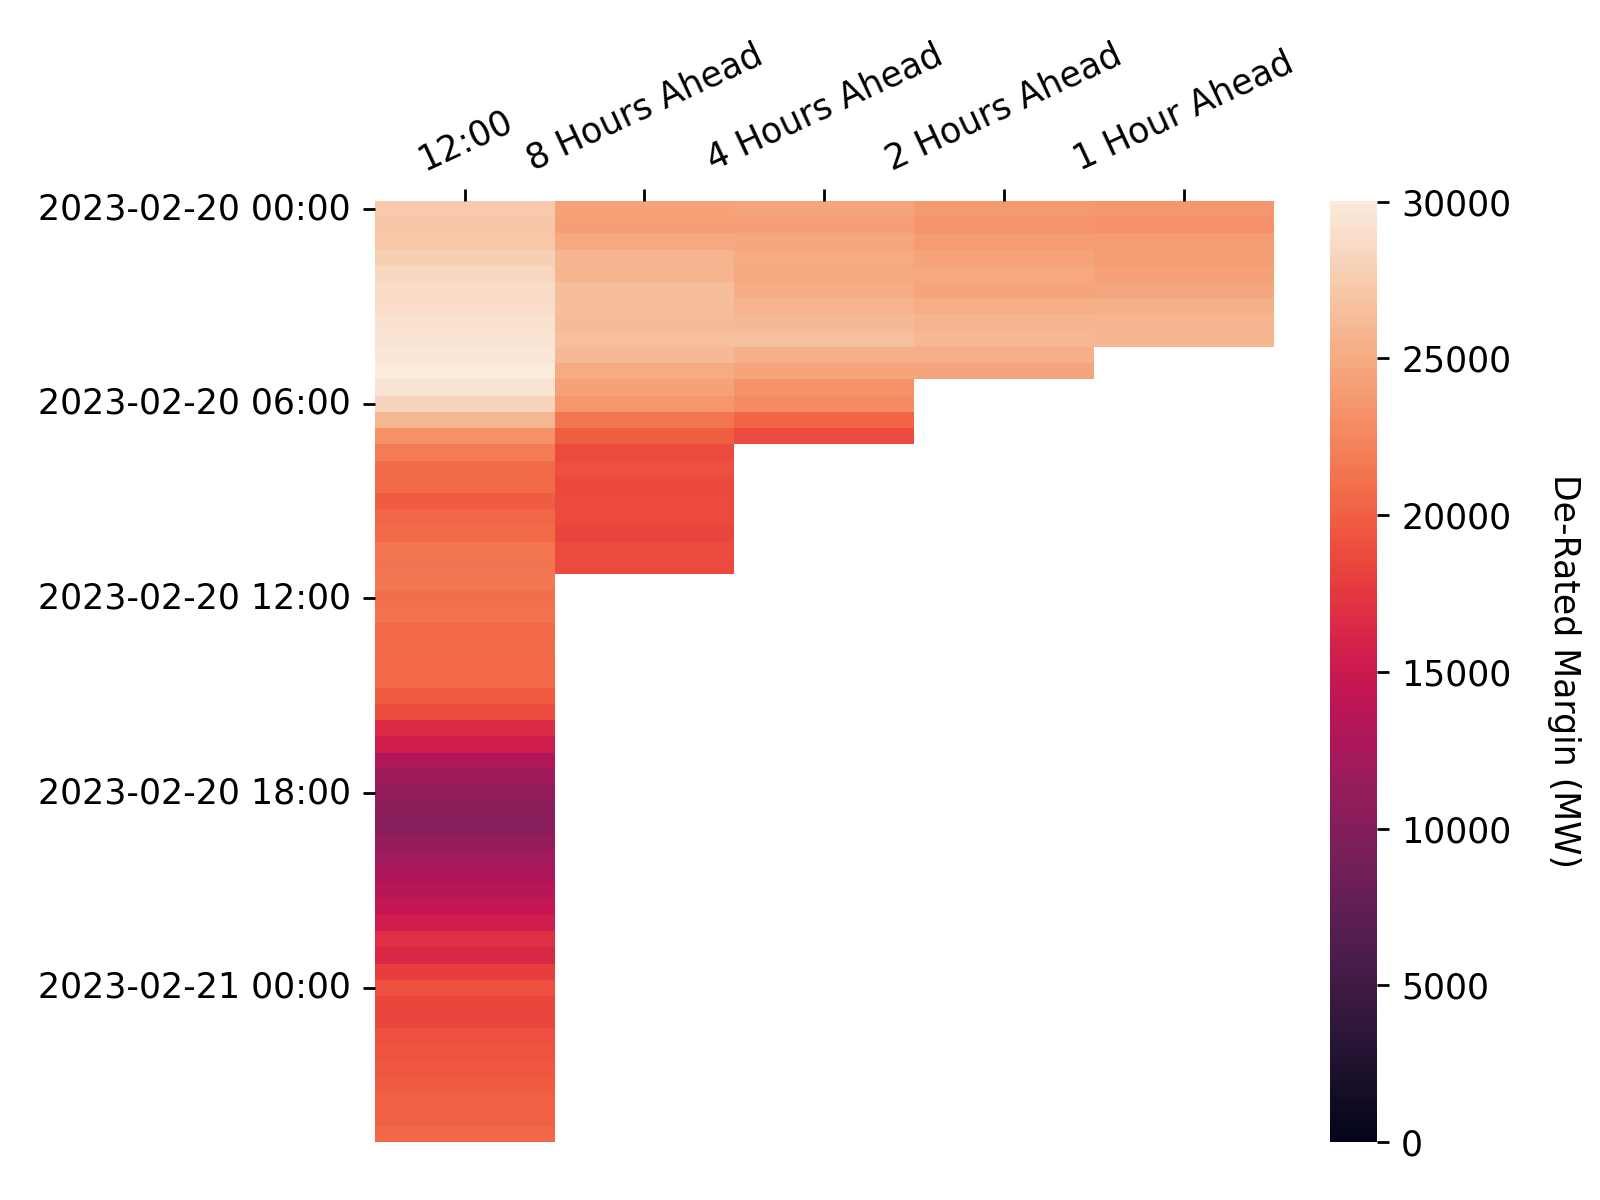 12:00
8 Hours Ahead
4 Hours Ahead
2 Hours Ahead
1 Hour Ahead
2023-02-20 00:00
2023-02-20 06:00
2023-02-20 12:00
2023-02-20 18:00
2023-02-21 00:00
30000
25000
20000
15000
10000
5000
0
De-Rated Margin (MW)